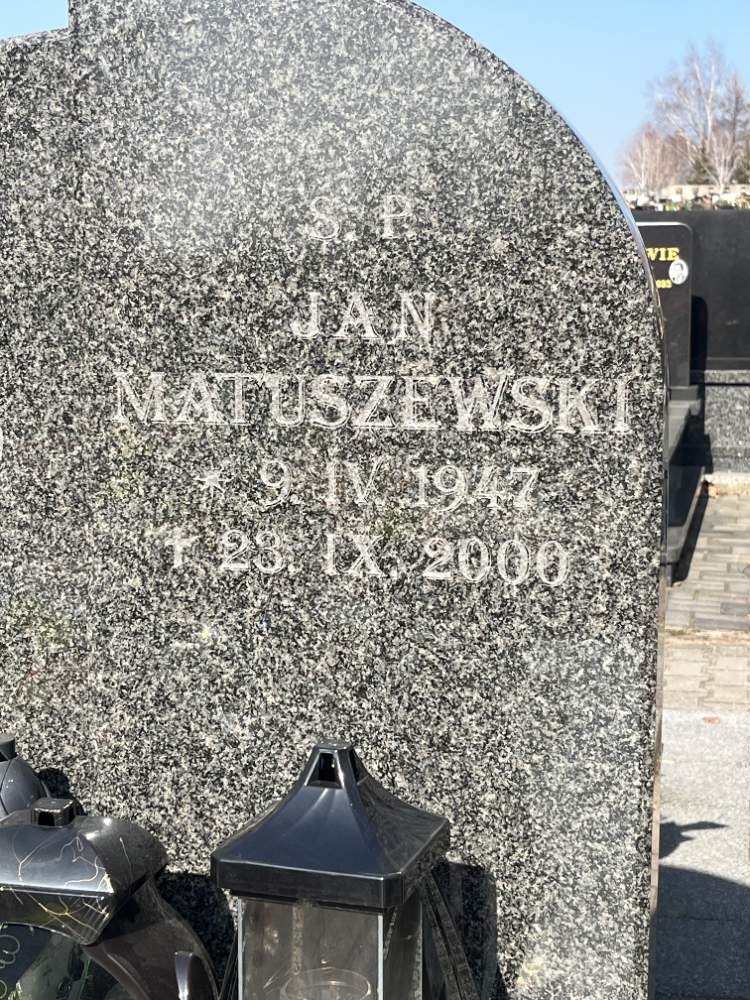 S. P.
JAN
MATUSZEWSKI
* 9. IV. 1947
† 23. IX. 2000